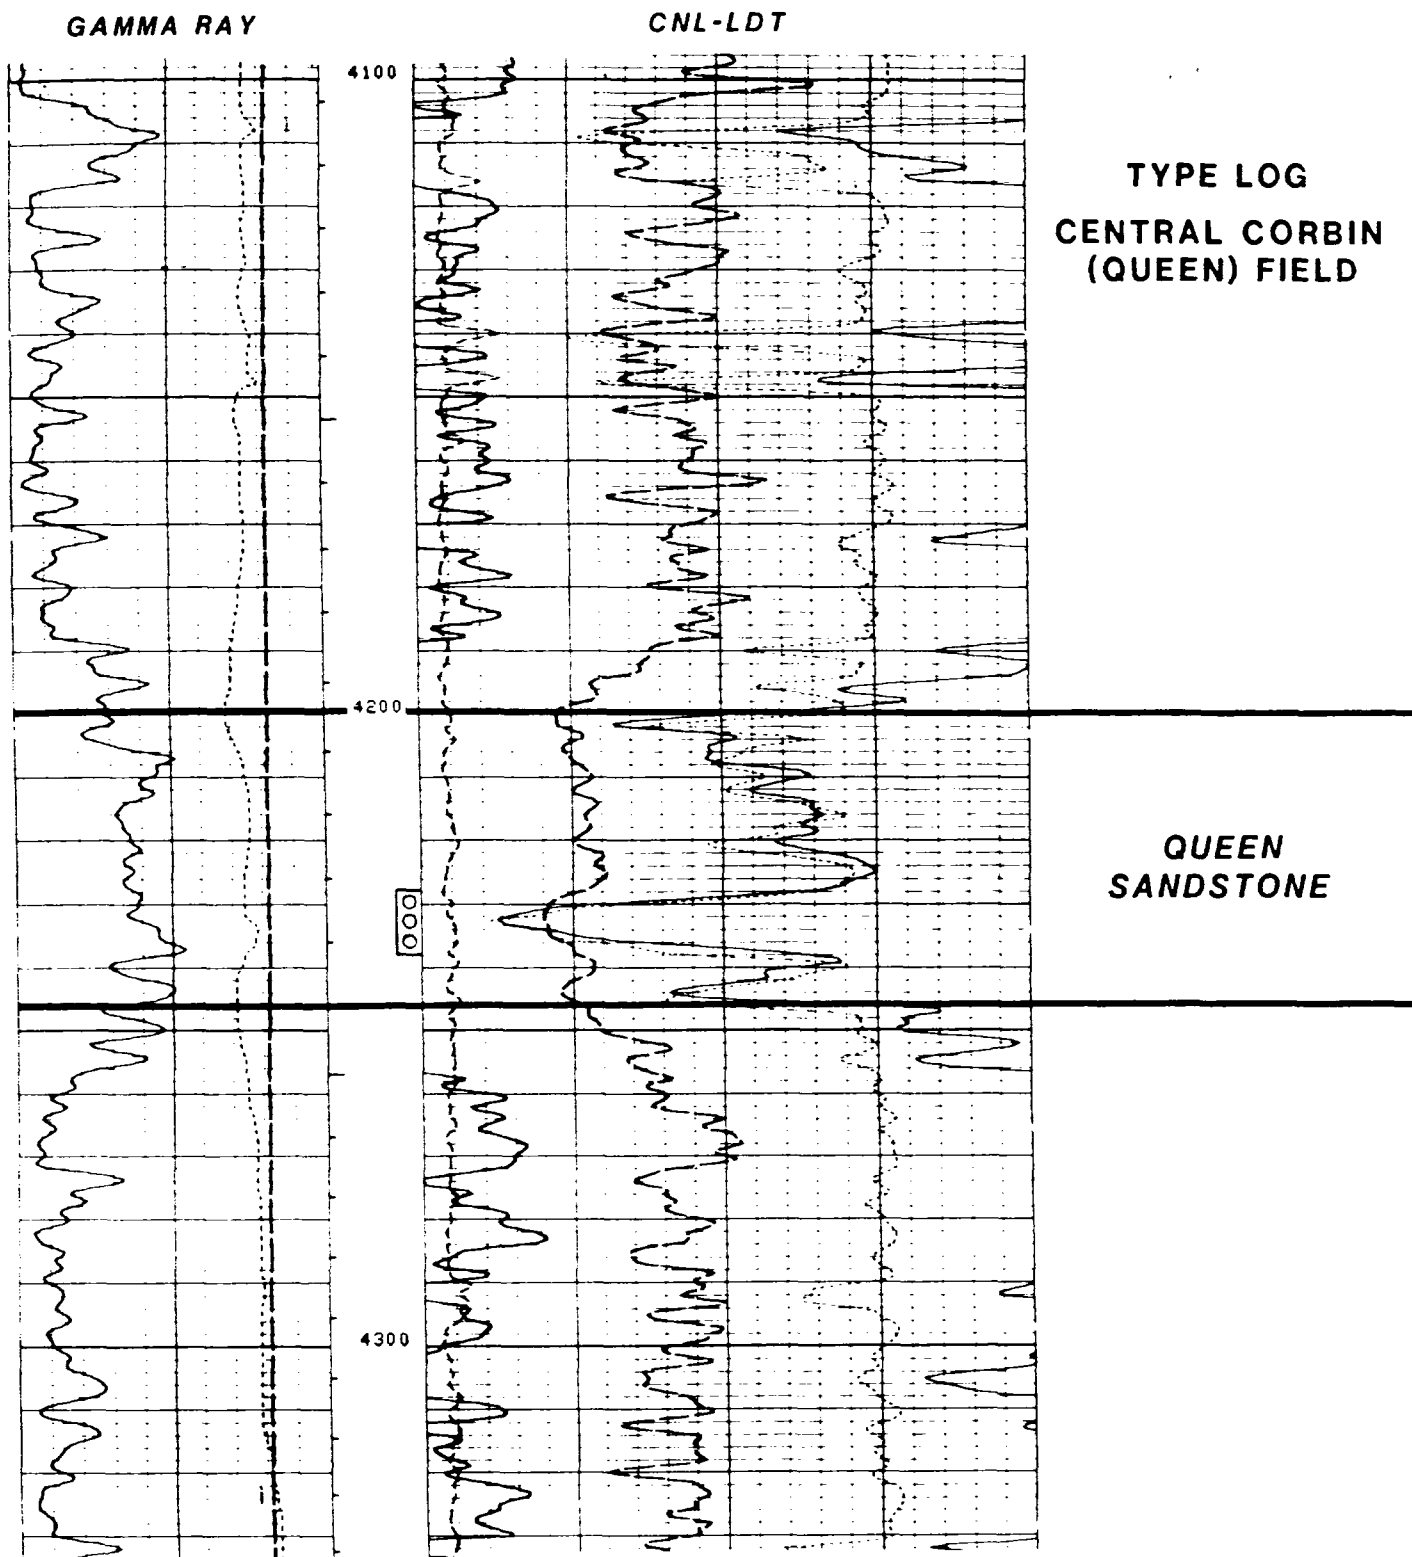 GAMMA RAY
CNL-LDT
4100
TYPE LOG
CENTRAL CORBIN
(QUEEN) FIELD
4200
QUEEN
SANDSTONE
4300